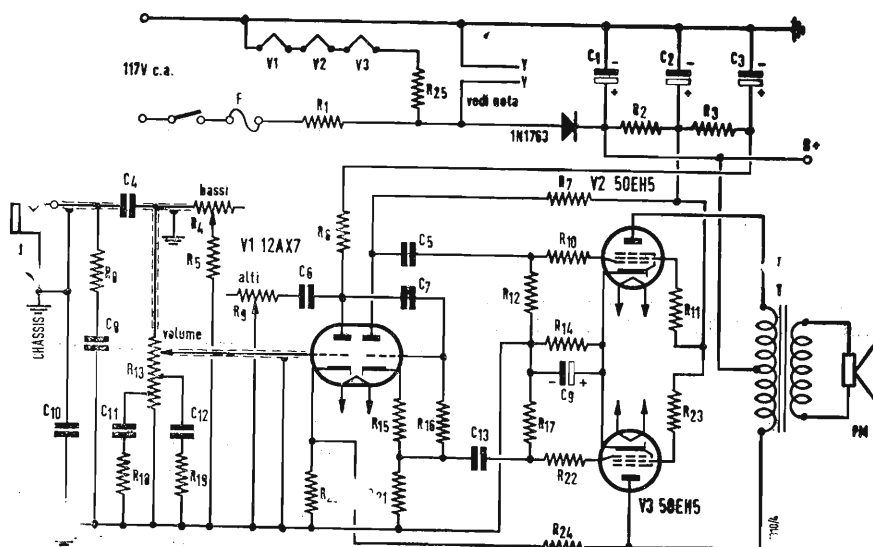 C1
C2
C3
117V c.a.
V1 V2 V3
R25
Y
Y
vedi nota
F
R1
1N1763
R2
R3
B+
C4
bassi
R4
R7
V2 50EH5
R6
R5
V1 12AX7
C5
R10
C6
C7
alti
R9
R12
R11
R8
C8
CHASSIS
volume
R14
C9
R13
C10
C11
C12
R15
R16
C13
R17
R23
R18
R19
R22
V3 50EH5
R24
PM